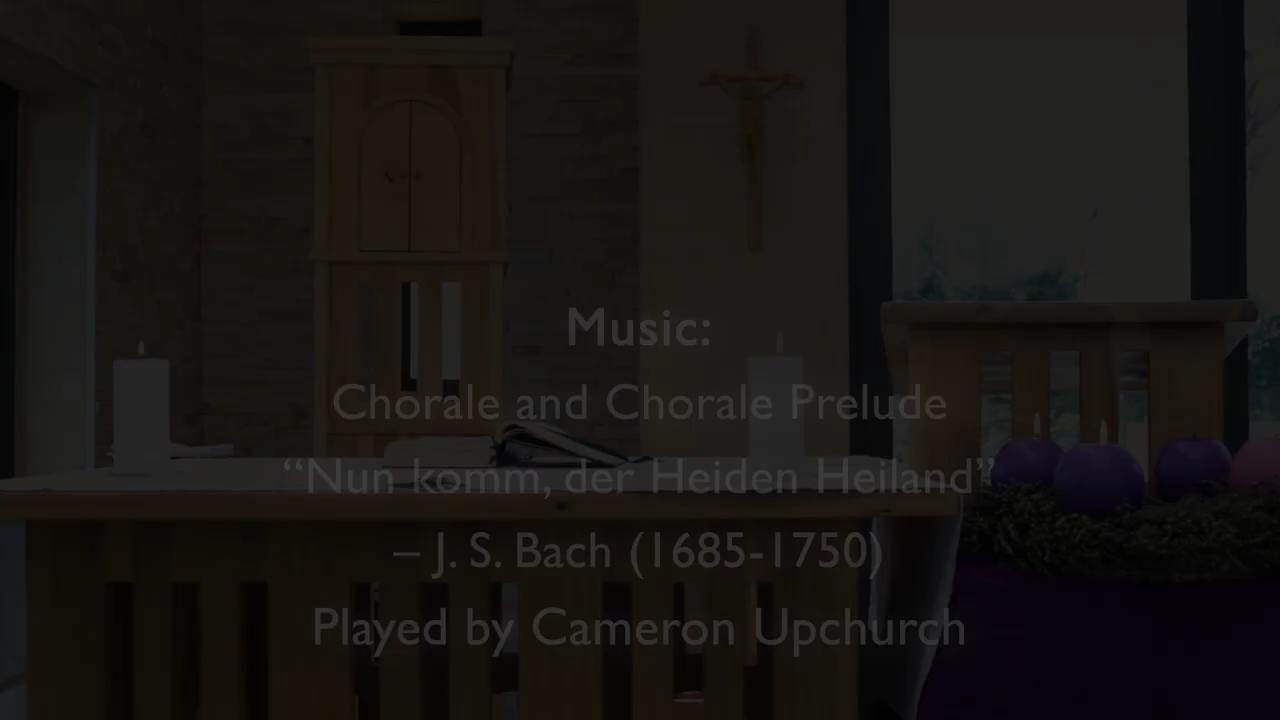 Music:
Chorale and Chorale Prelude
“Nun komm, der Heiden Heiland”
– J. S. Bach (1685-1750)
Played by Cameron Upchurch